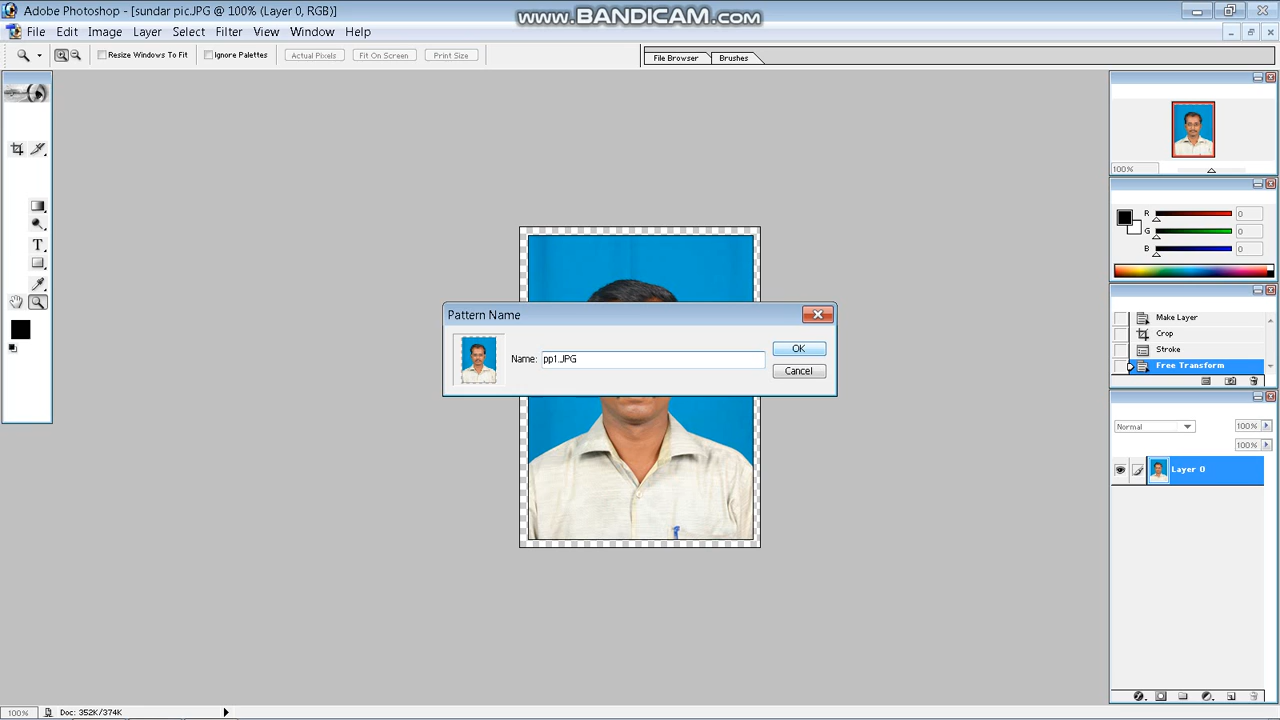 Adobe Photoshop - [sundar pic.JPG @ 100% (Layer 0, RGB)]
www.BANDICAM.com
File Edit Image Layer Select Filter View Window Help
Resize Windows To Fit Ignore Palettes Actual Pixels Fit On Screen Print Size File Browser Brushes
100%
R 0
G 0
B 0
Pattern Name
Name: pp1.JPG
OK
Cancel
Make Layer
Crop
Stroke
Free Transform
Normal 100%
100%
Layer 0
T
100% Doc: 352K/374K